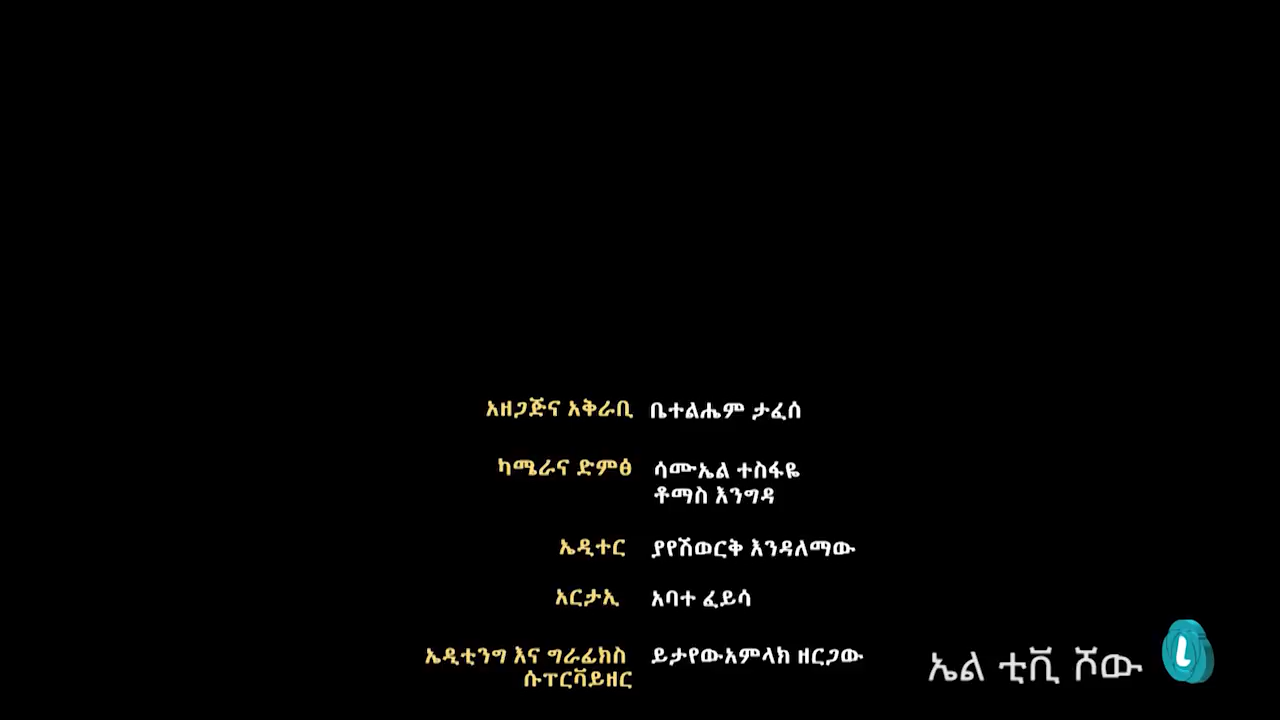 አዘጋጅና አቅራቢ ቤተልሔም ታፈሰ
ካሜራና ድምፅ ሳሙኤል ተስፋዬ
ቶማስ እንግዳ
ኤዲተር ያየሽወርቅ እንዳለማው
አርታኢ አባተ ፈይሳ
ኤዲቲንግ እና ግራፊክስ ይታየውአምላክ ዘርጋው
ሱፐርቫይዘር
ኤል ቲቪ ሾው
L